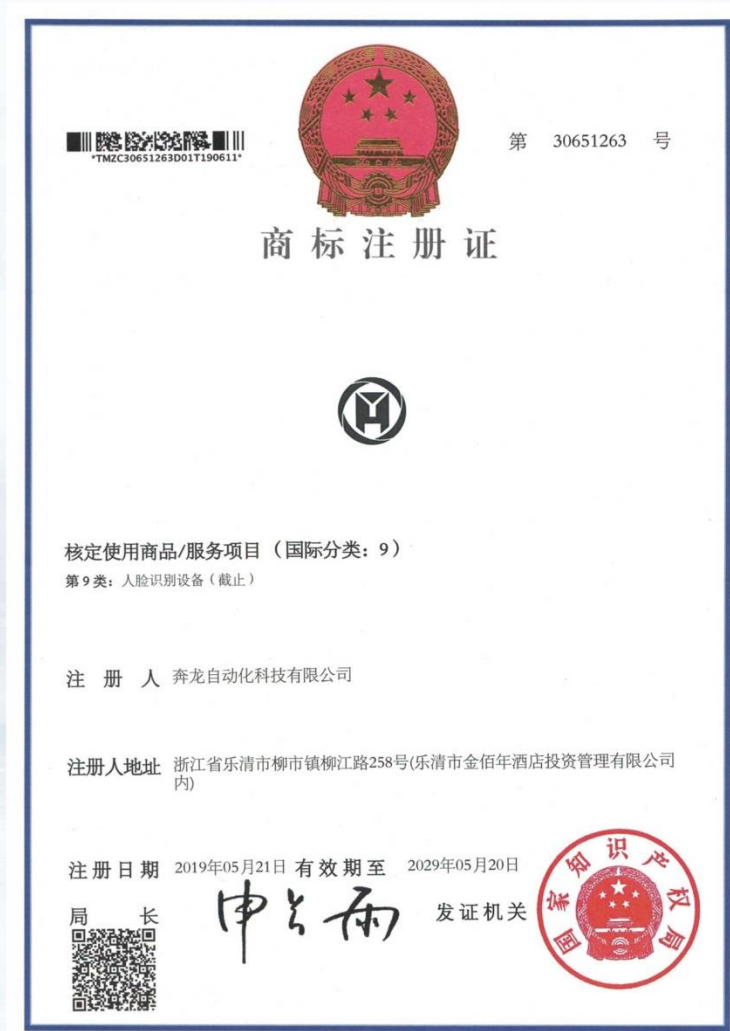 *TMZC30651263D01T190611*
第 30651263 号
商标注册证
核定使用商品/服务项目（国际分类：9）
第9类：人脸识别设备（截止）
注 册 人 奔龙自动化科技有限公司
注册人地址 浙江省乐清市柳市镇柳江路258号(乐清市金佰年酒店投资管理有限公司
内)
注册日期 2019年05月21日 有效期至 2029年05月20日
局 长 申长雨 发证机关
国家知识产权局